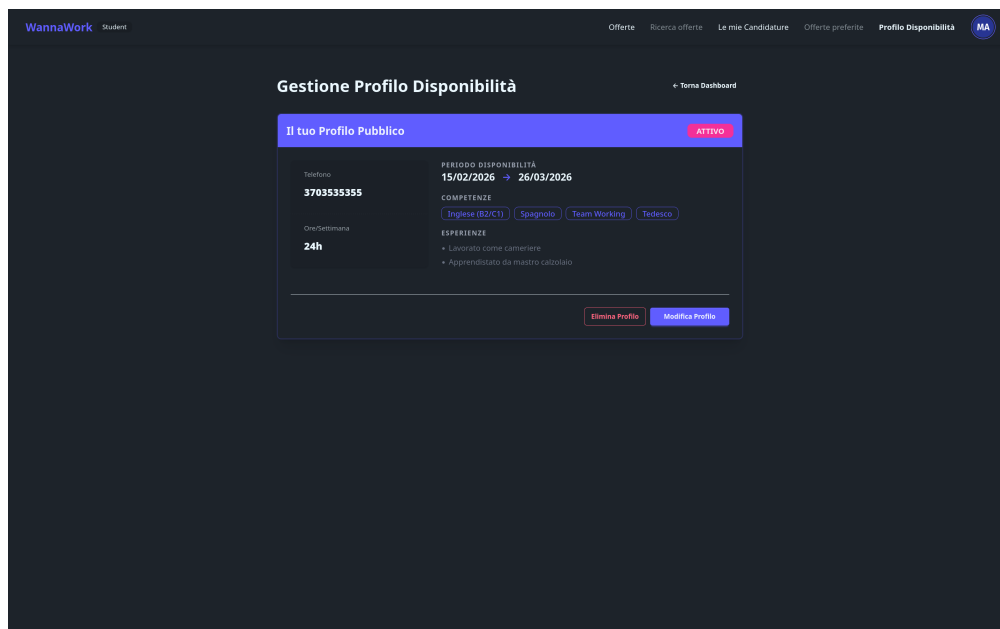 WannaWork Student Offerte Ricerca offerte Le mie Candidature Offerte preferite Profilo Disponibilità MA
Gestione Profilo Disponibilità ← Torna Dashboard
Il tuo Profilo Pubblico ATTIVO
Telefono
3703535355
Ore/Settimana
24h
PERIODO DISPONIBILITÀ
15/02/2026 → 26/03/2026
COMPETENZE
Inglese (B2/C1) Spagnolo Team Working Tedesco
ESPERIENZE
• Lavorato come cameriere
• Apprendistato da mastro calzolaio
Elimina Profilo Modifica Profilo